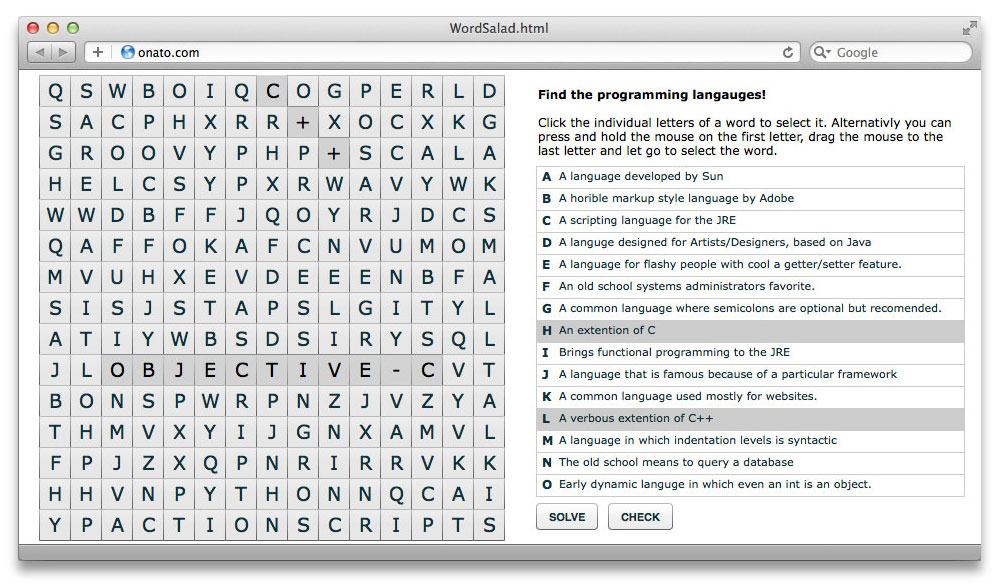 WordSalad.html
onato.com
Google
Q S W B O I Q C O G P E R L D
S A C P H X R R + X O C X K G
G R O O V Y P H P + S C A L A
H E L C S Y P X R W A V Y W K
W W D B F F J Q O Y R J D C S
Q A F F O K A F C N V U M O M
M V U H X E V D E E E N B F A
S I S J S T A P S L G I T Y L
A T I Y W B S D S I R Y S Q L
J L O B J E C T I V E - C V T
B O N S P W R P N Z J V Z Y A
T H M V X Y I J G N X A M V L
F P J Z X Q P N R I R R V K K
H H V N P Y T H O N N Q C A I
Y P A C T I O N S C R I P T S
Find the programming langauges!
Click the individual letters of a word to select it. Alternativly you can
press and hold the mouse on the first letter, drag the mouse to the
last letter and let go to select the word.
A A language developed by Sun
B A horible markup style language by Adobe
C A scripting language for the JRE
D A languge designed for Artists/Designers, based on Java
E A language for flashy people with cool a getter/setter feature.
F An old school systems administrators favorite.
G A common language where semicolons are optional but recomended.
H An extention of C
I Brings functional programming to the JRE
J A language that is famous because of a particular framework
K A common language used mostly for websites.
L A verbous extention of C++
M A language in which indentation levels is syntactic
N The old school means to query a database
O Early dynamic languge in which even an int is an object.
SOLVE CHECK